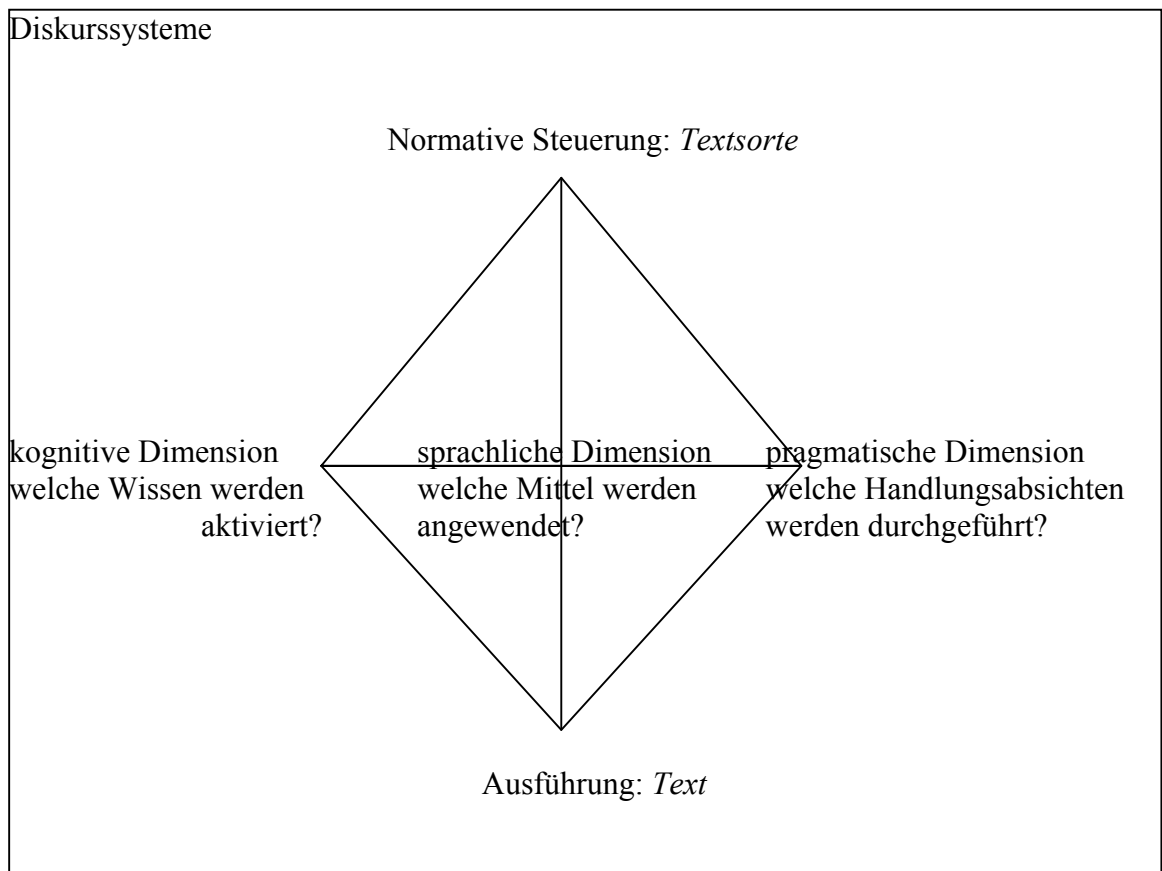 Diskurssysteme
Normative Steuerung: Textsorte
kognitive Dimension
welche Wissen werden
aktiviert?
sprachliche Dimension
welche Mittel werden
angewendet?
pragmatische Dimension
welche Handlungsabsichten
werden durchgeführt?
Ausführung: Text